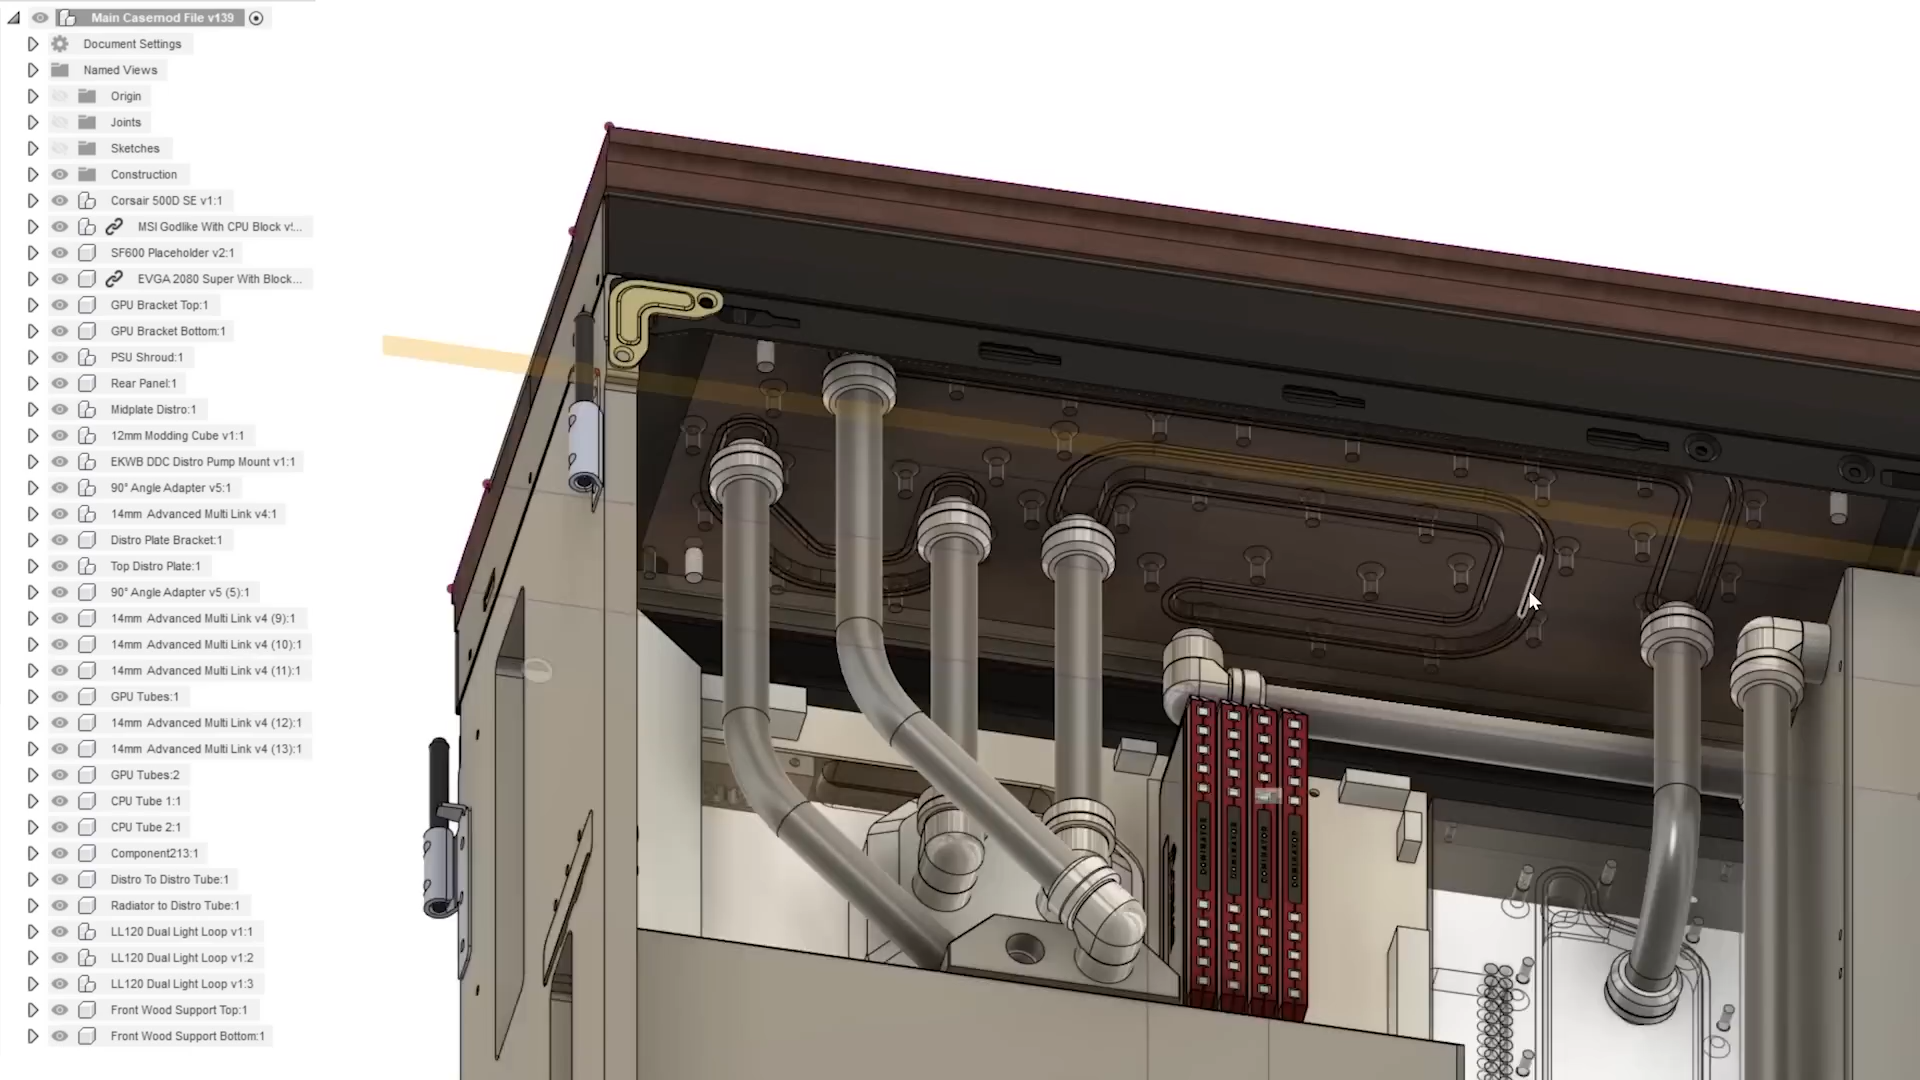 Main Casemod File v139
Document Settings
Named Views
Origin
Joints
Sketches
Construction
Corsair 500D SE v1:1
MSI Godlike With CPU Block v!...
SF600 Placeholder v2:1
EVGA 2080 Super With Block...
GPU Bracket Top:1
GPU Bracket Bottom:1
PSU Shroud:1
Rear Panel:1
Midplate Distro:1
12mm Modding Cube v1:1
EKWB DDC Distro Pump Mount v1:1
90° Angle Adapter v5:1
14mm Advanced Multi Link v4:1
Distro Plate Bracket:1
Top Distro Plate:1
90° Angle Adapter v5 (5):1
14mm Advanced Multi Link v4 (9):1
14mm Advanced Multi Link v4 (10):1
14mm Advanced Multi Link v4 (11):1
GPU Tubes:1
14mm Advanced Multi Link v4 (12):1
14mm Advanced Multi Link v4 (13):1
GPU Tubes:2
CPU Tube 1:1
CPU Tube 2:1
Component213:1
Distro To Distro Tube:1
Radiator to Distro Tube:1
LL120 Dual Light Loop v1:1
LL120 Dual Light Loop v1:2
LL120 Dual Light Loop v1:3
Front Wood Support Top:1
Front Wood Support Bottom:1
DOMINATOR
DOMINATOR
DOMINATOR
DOMINATOR